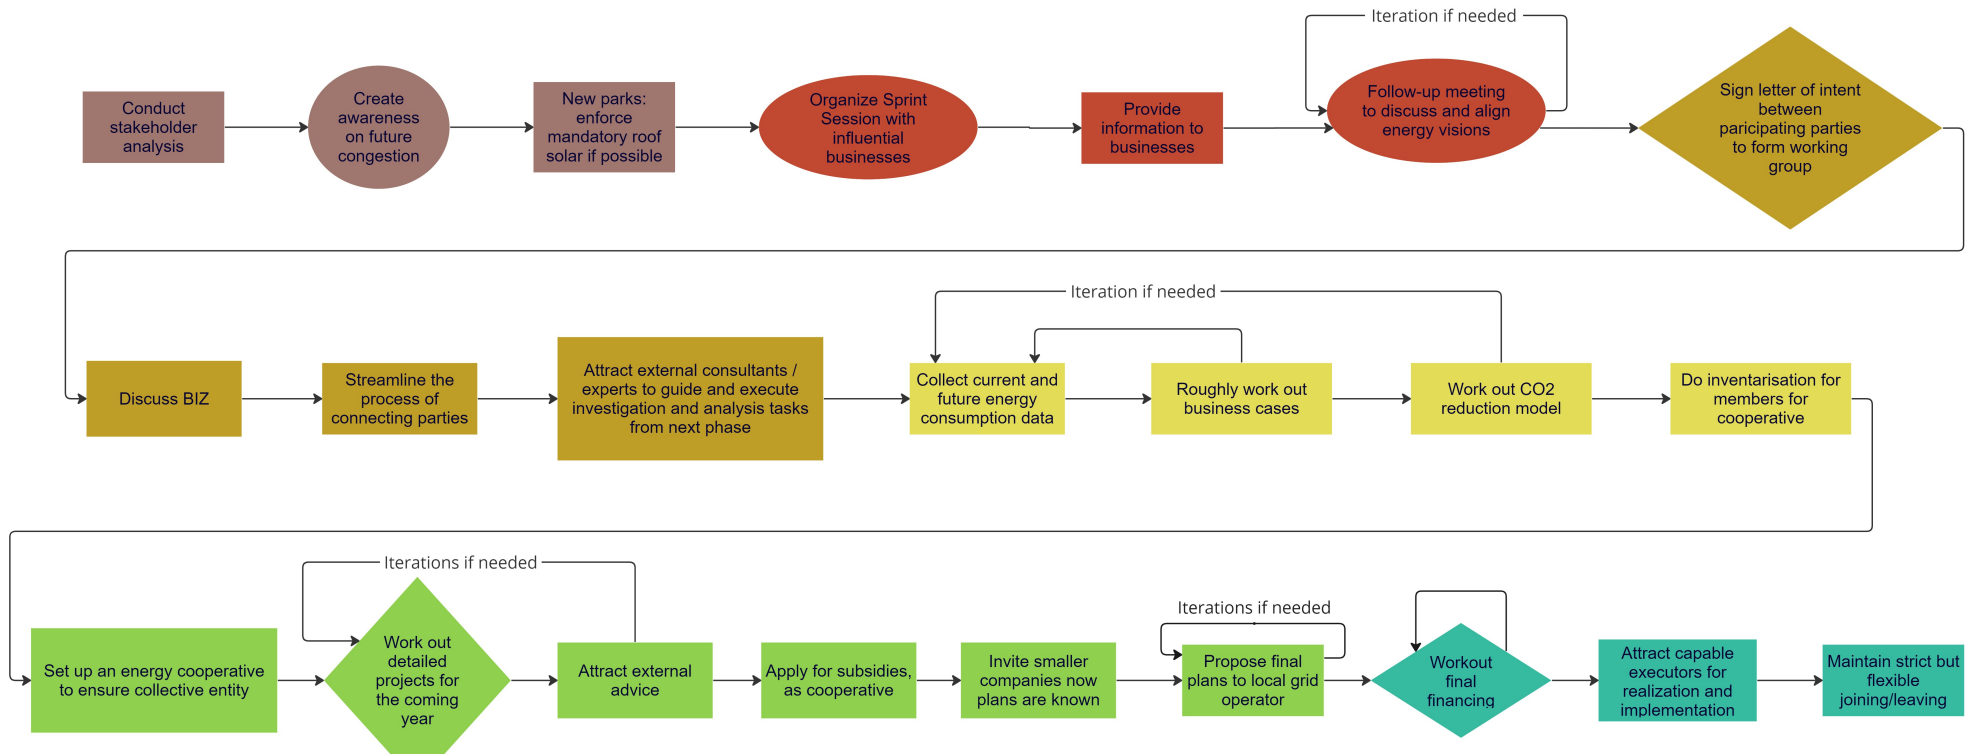 Iteration if needed
Conduct
stakeholder
analysis
Create
awareness
on future
congestion
New parks:
enforce
mandatory roof
solar if possible
Organize Sprint
Session with
influential
businesses
Provide
information to
businesses
Follow-up meeting
to discuss and align
energy visions
Sign letter of intent
between
paricipating parties
to form working
group
Iteration if needed
Discuss BIZ
Streamline the
process of
connecting parties
Attract external consultants /
experts to guide and execute
investigation and analysis tasks
from next phase
Collect current and
future energy
consumption data
Roughly work out
business cases
Work out CO2
reduction model
Do inventarisation for
members for
cooperative
Iterations if needed
Set up an energy cooperative
to ensure collective entity
Work out
detailed
projects for
the coming
year
Attract external
advice
Apply for subsidies,
as cooperative
Invite smaller
companies now
plans are known
Iterations if needed
Propose final
plans to local grid
operator
Workout
final
financing
Attract capable
executors for
realization and
implementation
Maintain strict but
flexible
joining/leaving